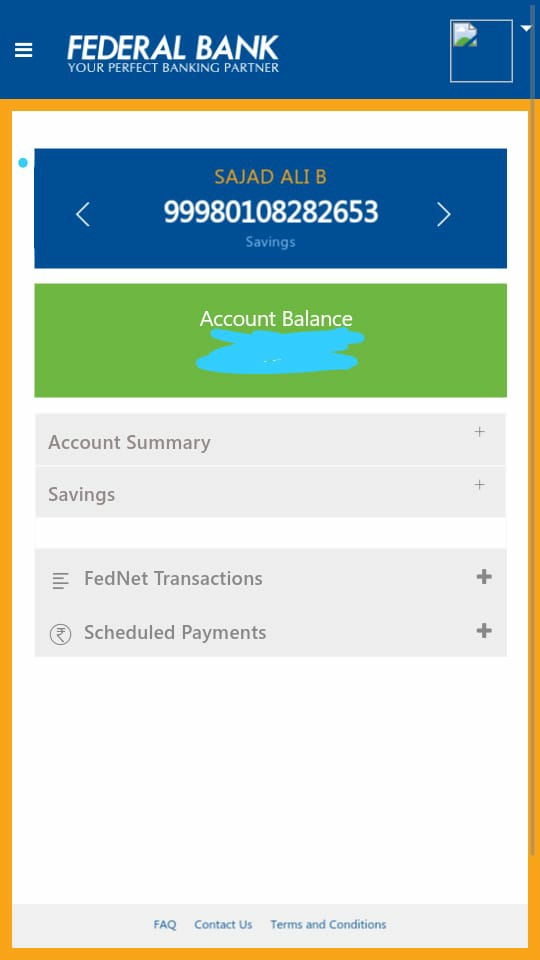 FEDERAL BANK
YOUR PERFECT BANKING PARTNER
SAJAD ALI B
99980108282653
Savings
Account Balance
Account Summary
Savings
FedNet Transactions
Scheduled Payments
FAQ Contact Us Terms and Conditions